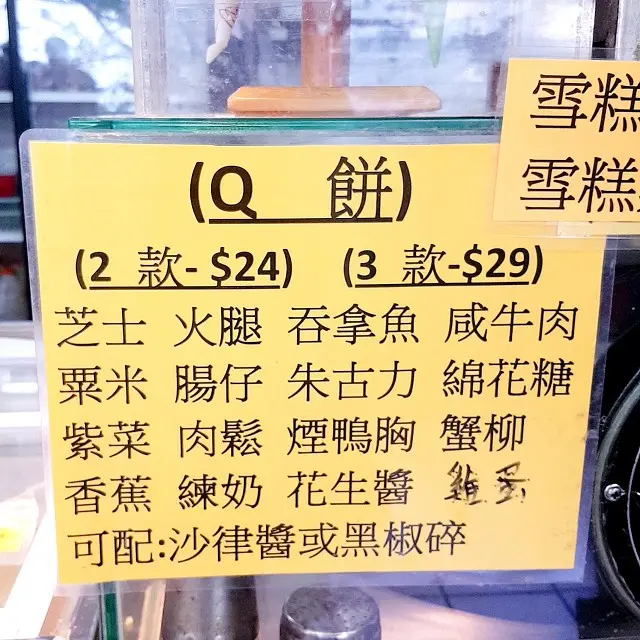 (Q 餅)
(2 款- $24) (3 款-$29)
芝士 火腿 吞拿魚 咸牛肉
粟米 腸仔 朱古力 綿花糖
紫菜 肉鬆 煙鴨胸 蟹柳
香蕉 練奶 花生醬 雞蛋
可配:沙律醬或黑椒碎
雪糕
雪糕